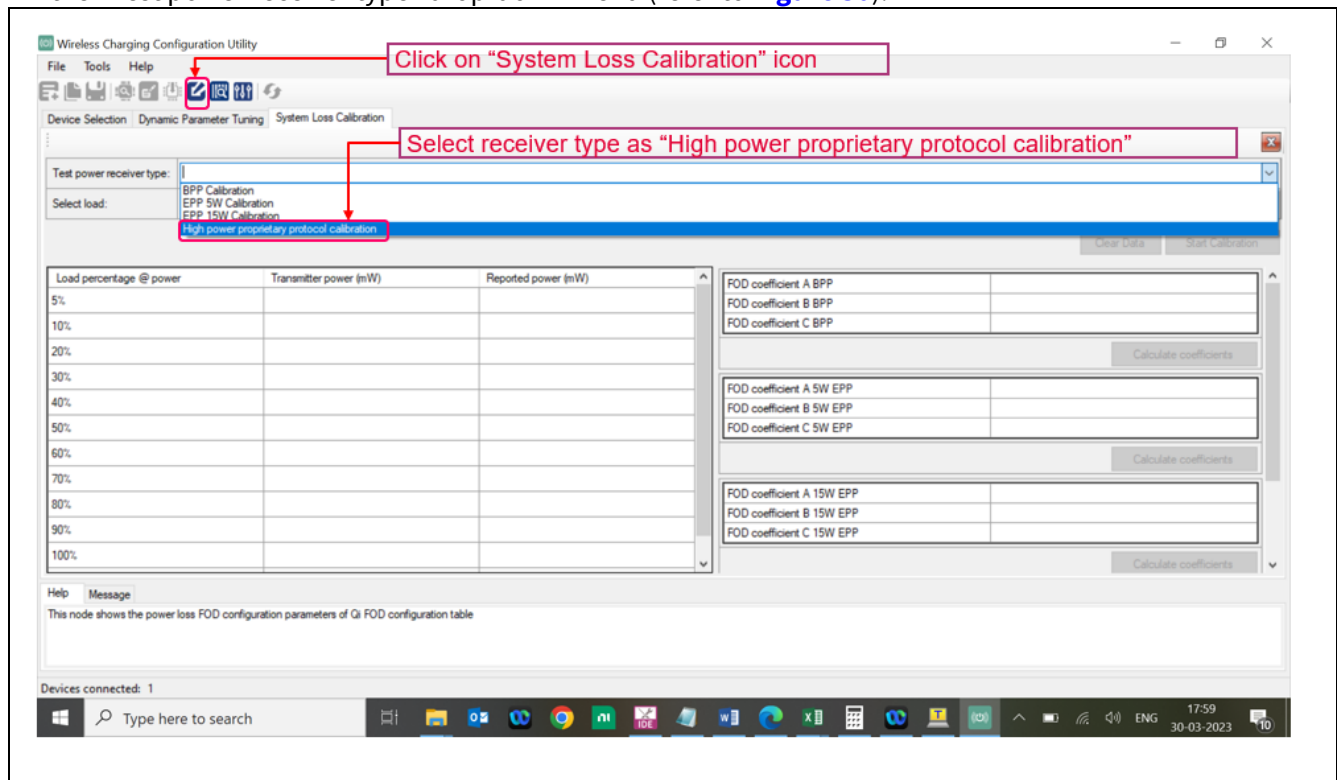 Wireless Charging Configuration Utility
Click on “System Loss Calibration” icon
File Tools Help
Device Selection Dynamic Parameter Tuning System Loss Calibration
Select receiver type as “High power proprietary protocol calibration”
Test power receiver type:
BPP Calibration
Select load:
EPP 5W Calibration
EPP 15W Calibration
High power proprietary protocol calibration
Clear Data Start Calibration
Load percentage @ power Transmitter power (mW) Reported power (mW)
FOD coefficient A BPP
5%
FOD coefficient B BPP
10%
FOD coefficient C BPP
20%
Calculate coefficients
30%
FOD coefficient A 5W EPP
40%
FOD coefficient B 5W EPP
50%
FOD coefficient C 5W EPP
60%
Calculate coefficients
70%
FOD coefficient A 15W EPP
80%
FOD coefficient B 15W EPP
90%
FOD coefficient C 15W EPP
100%
Calculate coefficients
Help Message
This node shows the power loss FOD configuration parameters of Qi FOD configuration table
Devices connected: 1
Type here to search
IDE
ENG
17:59
30-03-2023
10